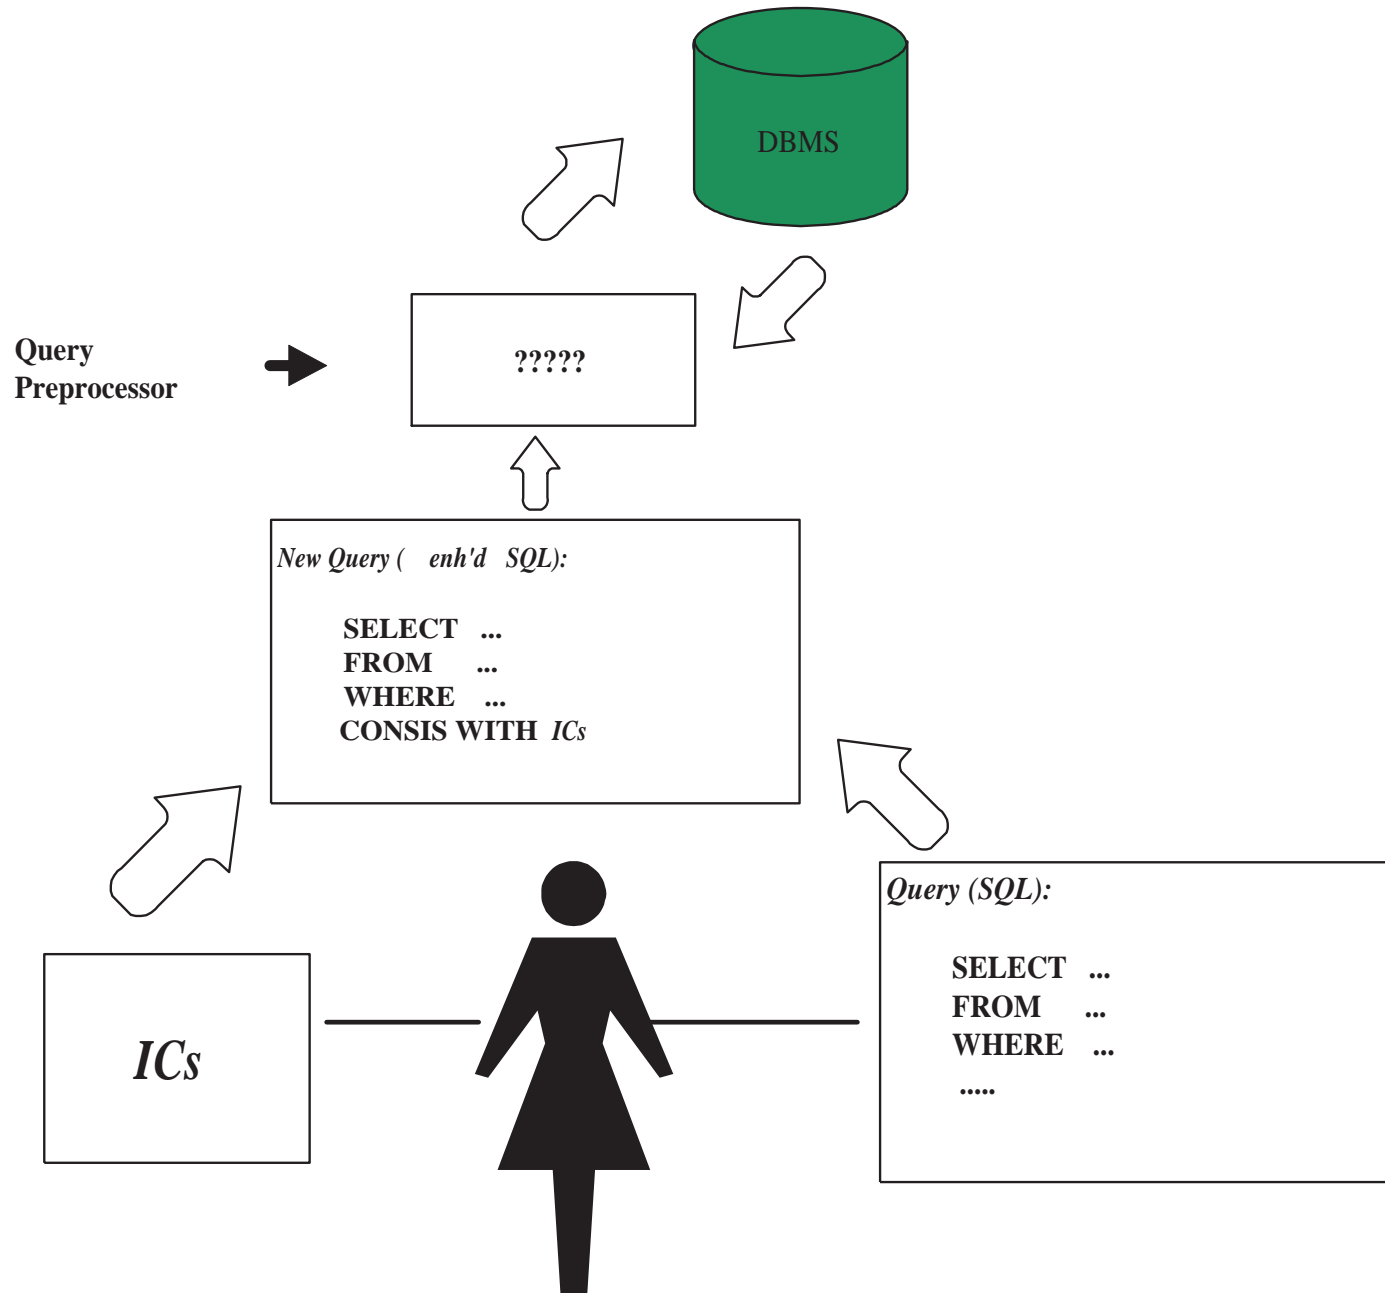 DBMS
Query
Preprocessor
?????
New Query ( enh'd SQL):
SELECT ...
FROM ...
WHERE ...
CONSIS WITH ICs
Query (SQL):
SELECT ...
FROM ...
WHERE ...
.....
ICs